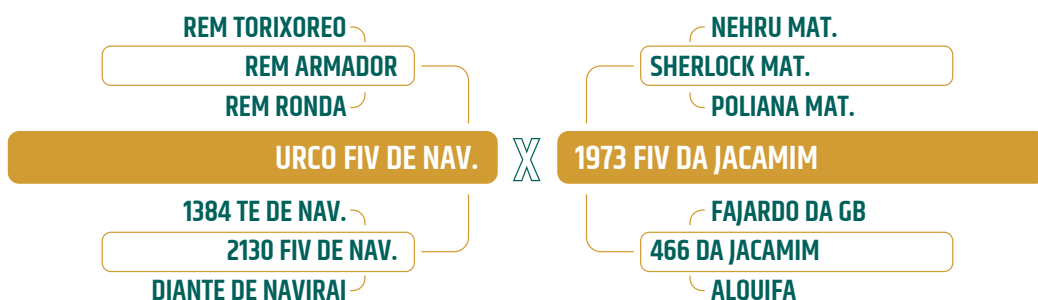 REM TORIXOREO
REM ARMADOR
REM RONDA
URCO FIV DE NAV.
1384 TE DE NAV.
2130 FIV DE NAV.
DIANTE DE NAVIRAI
X
NEHRU MAT.
SHERLOCK MAT.
POLIANA MAT.
1973 FIV DA JACAMIM
FAJARDO DA GB
466 DA JACAMIM
ALQUIFA